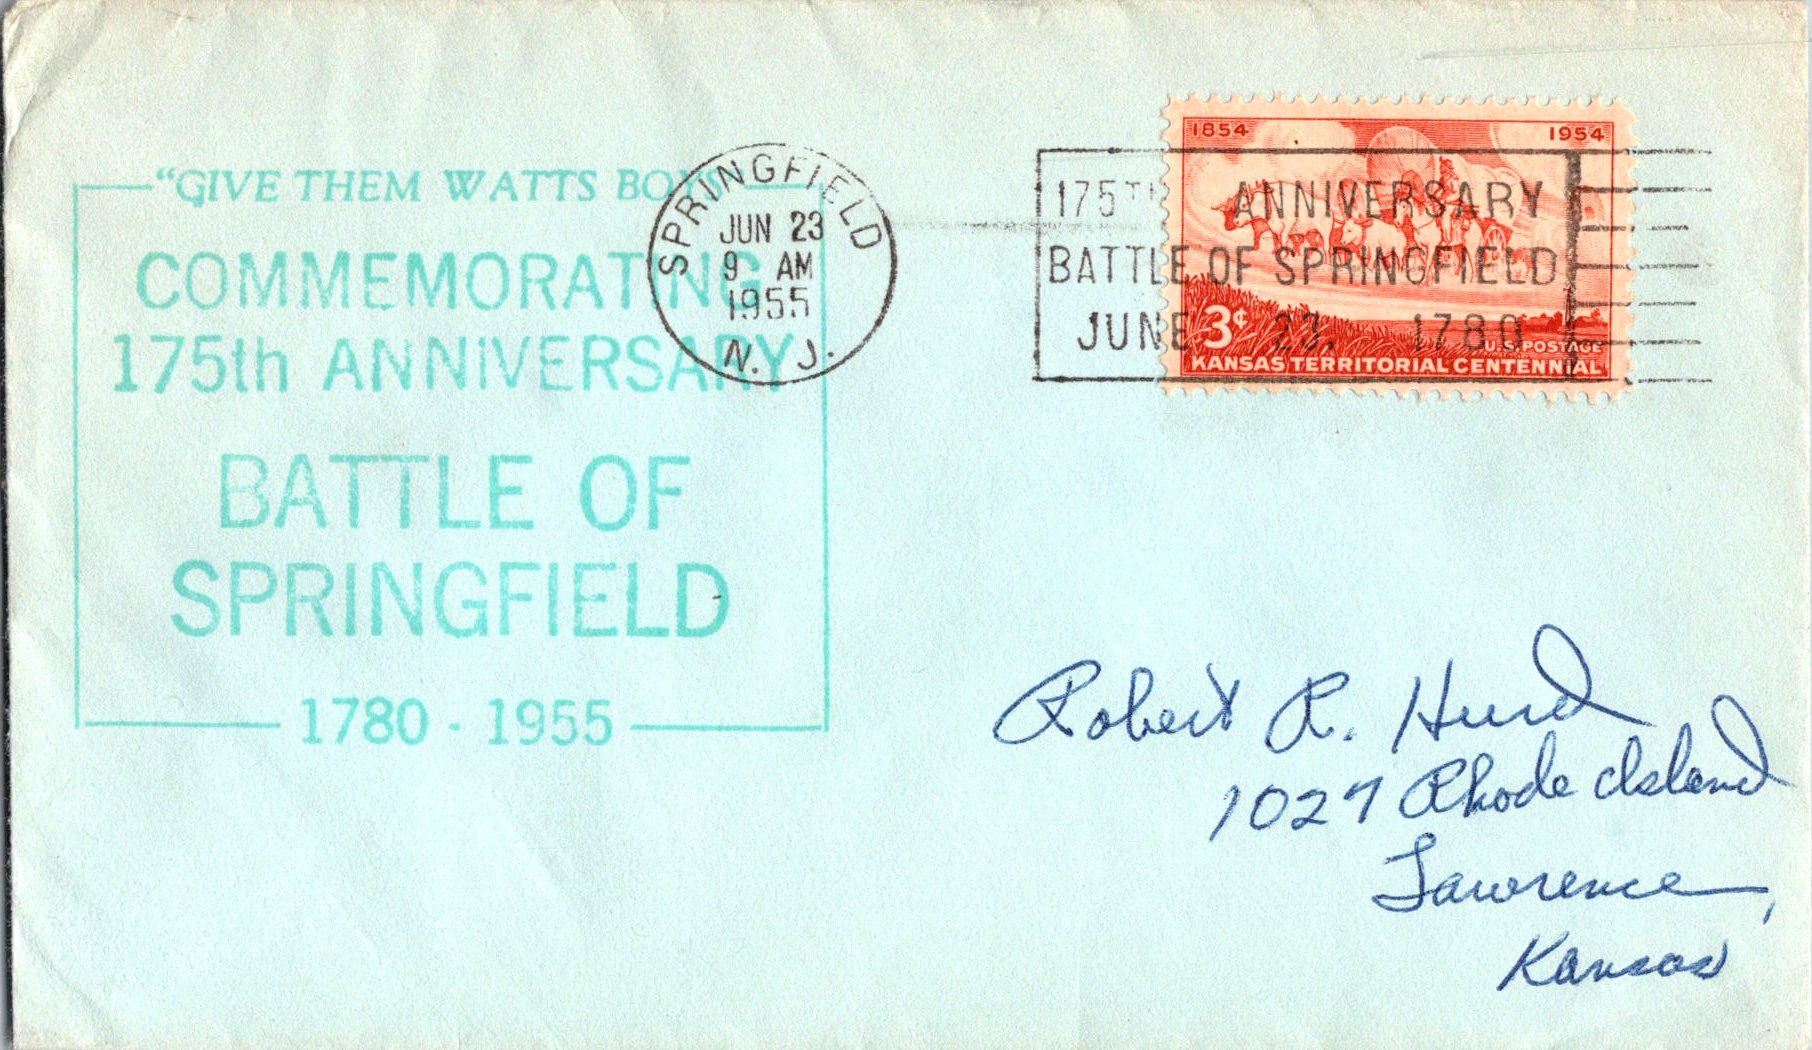 "GIVE THEM WATTS BOYS"
COMMEMORATING
175th ANNIVERSARY
BATTLE OF
SPRINGFIELD
1780 - 1955
SPRINGFIELD
JUN 23
9 AM
1955
N. J.
175TH ANNIVERSARY
BATTLE OF SPRINGFIELD
JUNE 23, 1780
1854 1954
3¢
U.S. POSTAGE
KANSAS TERRITORIAL CENTENNIAL
Robert R. Hurd
1027 Rhode Island
Lawrence,
Kansas